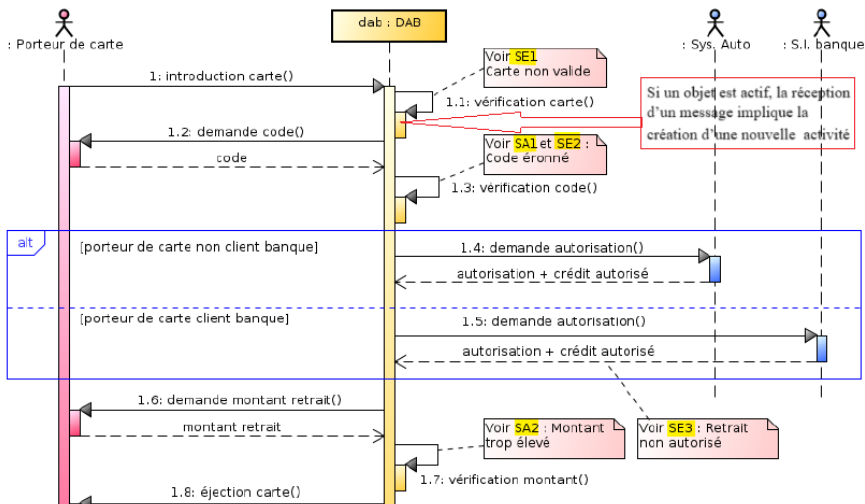 : Porteur de carte
dab : DAB
: Sys. Auto
: S.I. banque
1: introduction carte()
Voir SE1
Carte non valide
1.1: vérification carte()
Si un objet est actif, la réception
d'un message implique la
création d'une nouvelle activité
1.2: demande code()
code
Voir SA1 et SE2 :
Code éronné
1.3: vérification code()
alt
[porteur de carte non client banque]
1.4: demande autorisation()
autorisation + crédit autorisé
[porteur de carte client banque]
1.5: demande autorisation()
autorisation + crédit autorisé
1.6: demande montant retrait()
montant retrait
Voir SA2 : Montant
trop élevé
Voir SE3 : Retrait
non autorisé
1.7: vérification montant()
1.8: éjection carte()